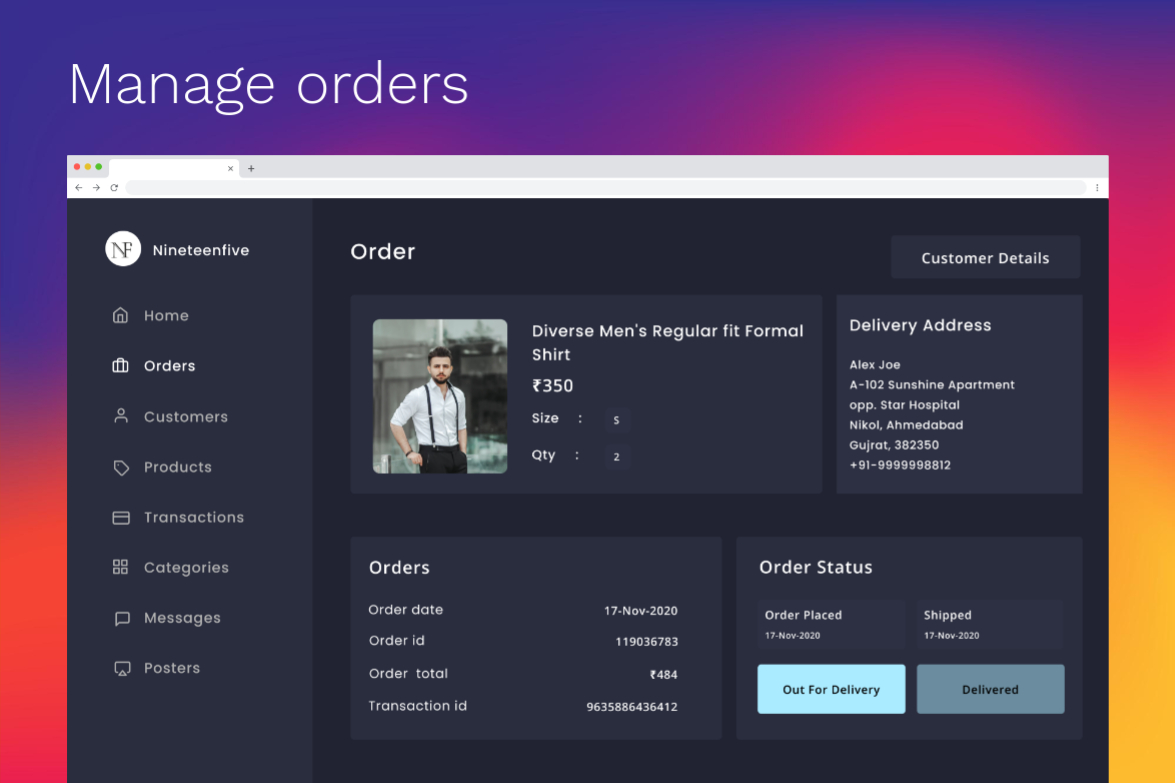 Manage orders
NF
Nineteenfive
Home
Orders
Customers
Products
Transactions
Categories
Messages
Posters
Order
Customer Details
Diverse Men's Regular fit Formal
Shirt
₹350
Size : S
Qty : 2
Delivery Address
Alex Joe
A-102 Sunshine Apartment
opp. Star Hospital
Nikol, Ahmedabad
Gujrat, 382350
+91-9999998812
Orders
Order date 17-Nov-2020
Order id 119036783
Order total ₹484
Transaction id 9635886436412
Order Status
Order Placed
17-Nov-2020
Shipped
17-Nov-2020
Out For Delivery
Delivered